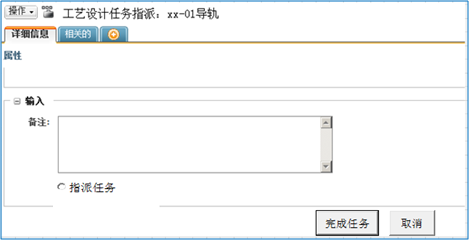 操作 工艺设计任务指派：xx-01导轨
详细信息 相关的
属性
输入
备注:
指派任务
完成任务 取消